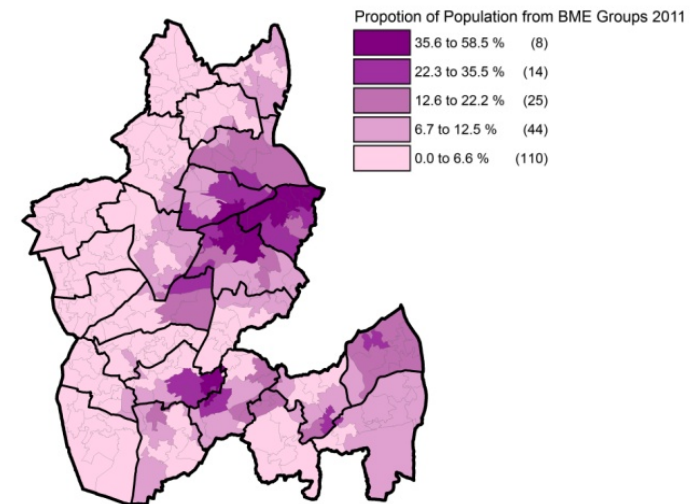 Propotion of Population from BME Groups 2011
35.6 to 58.5 % (8)
22.3 to 35.5 % (14)
12.6 to 22.2 % (25)
6.7 to 12.5 % (44)
0.0 to 6.6 % (110)